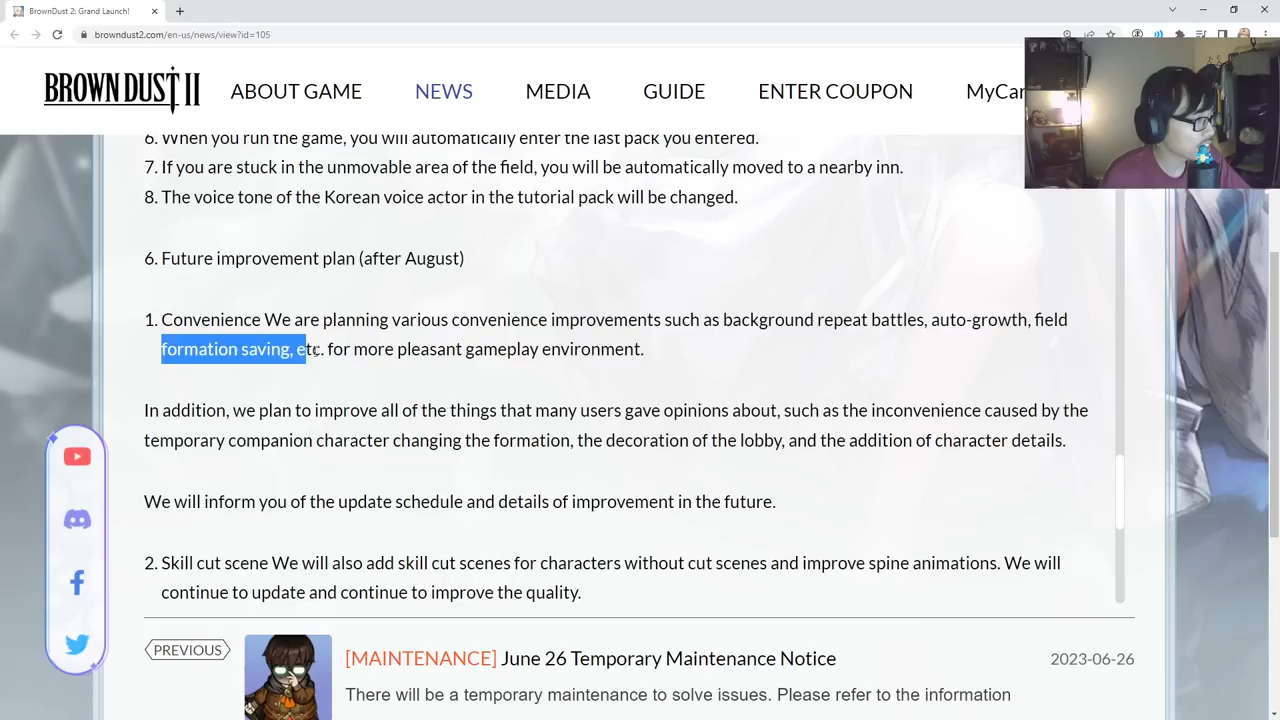 BrownDust 2: Grand Launch!
browndust2.com/en-us/news/view?id=105
BROWN DUST II
ABOUT GAME
NEWS
MEDIA
GUIDE
ENTER COUPON
MyCar
6. When you run the game, you will automatically enter the last pack you entered.
7. If you are stuck in the unmovable area of the field, you will be automatically moved to a nearby inn.
8. The voice tone of the Korean voice actor in the tutorial pack will be changed.
6. Future improvement plan (after August)
1. Convenience We are planning various convenience improvements such as background repeat battles, auto-growth, field
formation saving, etc. for more pleasant gameplay environment.
In addition, we plan to improve all of the things that many users gave opinions about, such as the inconvenience caused by the
temporary companion character changing the formation, the decoration of the lobby, and the addition of character details.
We will inform you of the update schedule and details of improvement in the future.
2. Skill cut scene We will also add skill cut scenes for characters without cut scenes and improve spine animations. We will
continue to update and continue to improve the quality.
PREVIOUS
[MAINTENANCE] June 26 Temporary Maintenance Notice
2023-06-26
There will be a temporary maintenance to solve issues. Please refer to the information